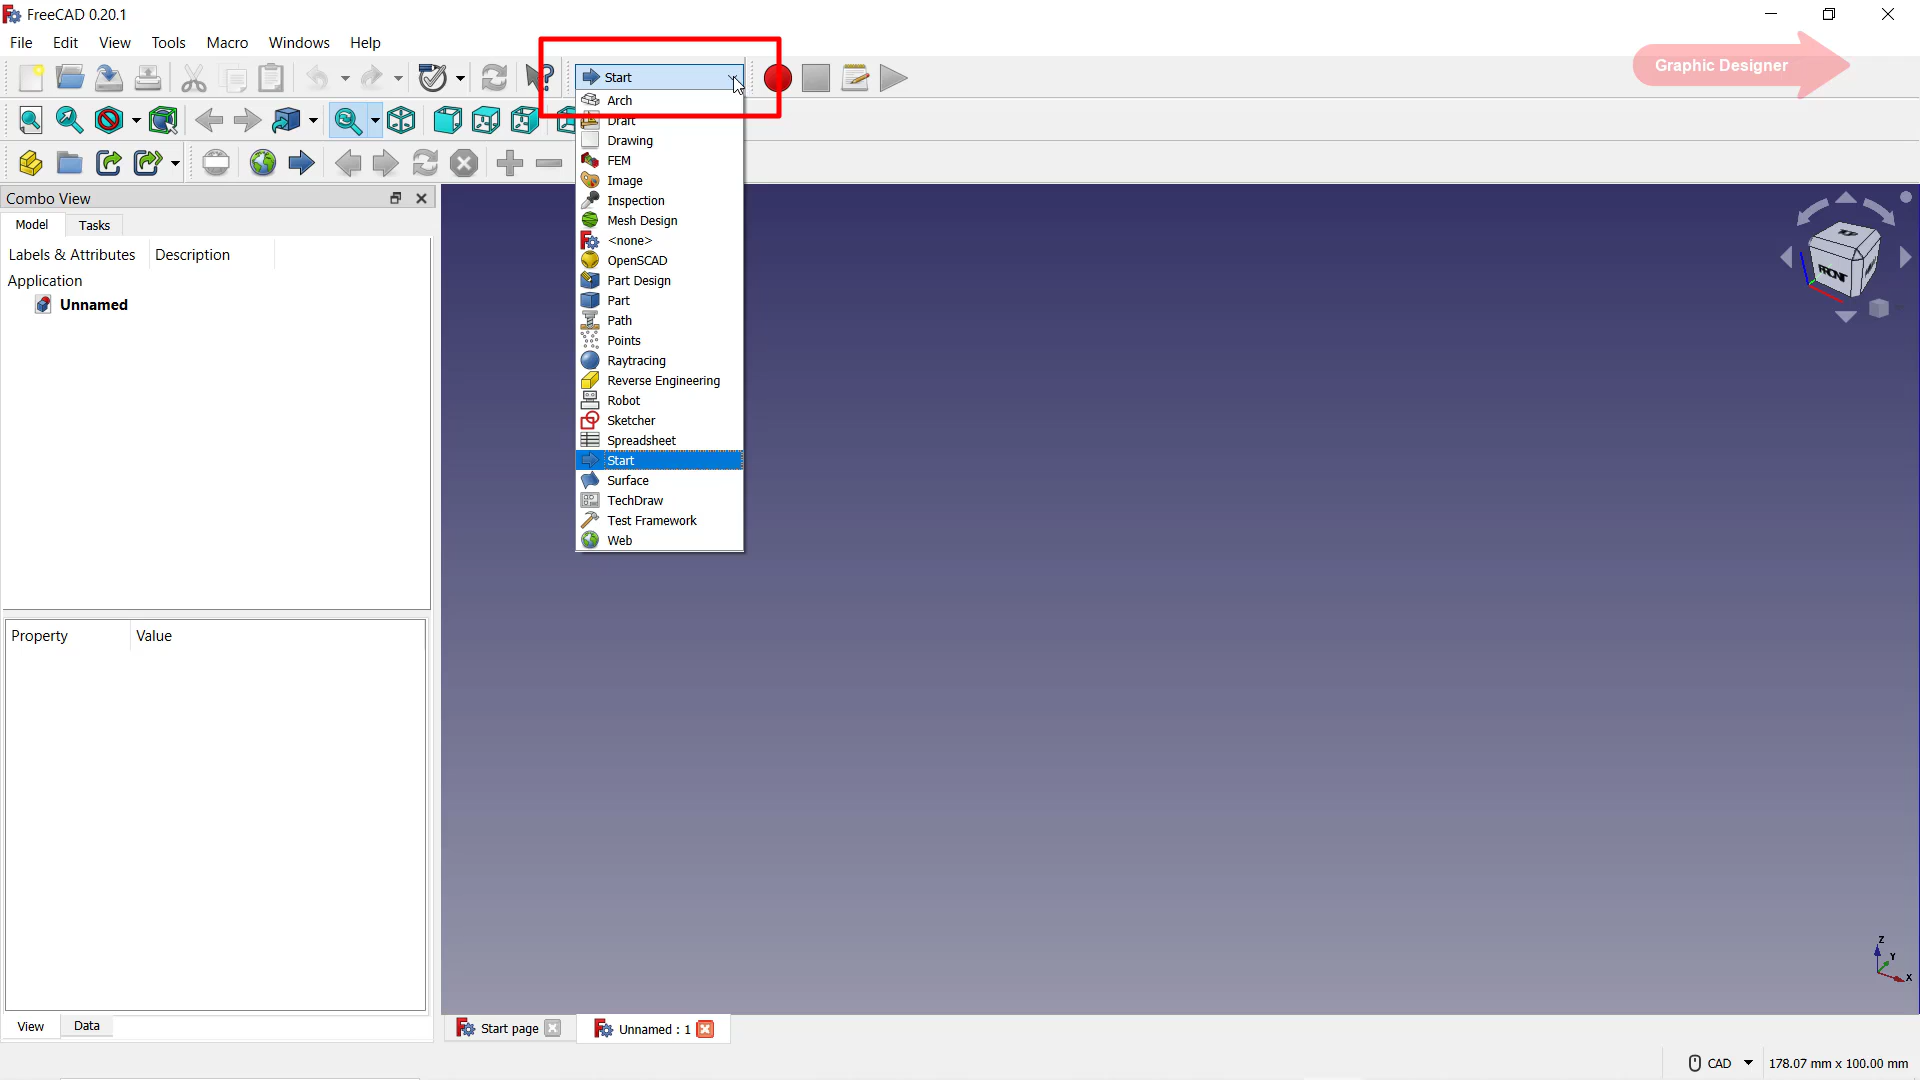 FreeCAD 0.20.1
File Edit View Tools Macro Windows Help
Graphic Designer
Start
Arch
Draft
Drawing
FEM
Image
Inspection
Mesh Design
<none>
OpenSCAD
Part Design
Part
Path
Points
Raytracing
Reverse Engineering
Robot
Sketcher
Spreadsheet
Start
Surface
TechDraw
Test Framework
Web
Combo View
Model Tasks
Labels & Attributes Description
Application
Unnamed
Property Value
View Data
Start page Unnamed : 1
TOP
FRONT
Z
Y
X
CAD 178.07 mm x 100.00 mm